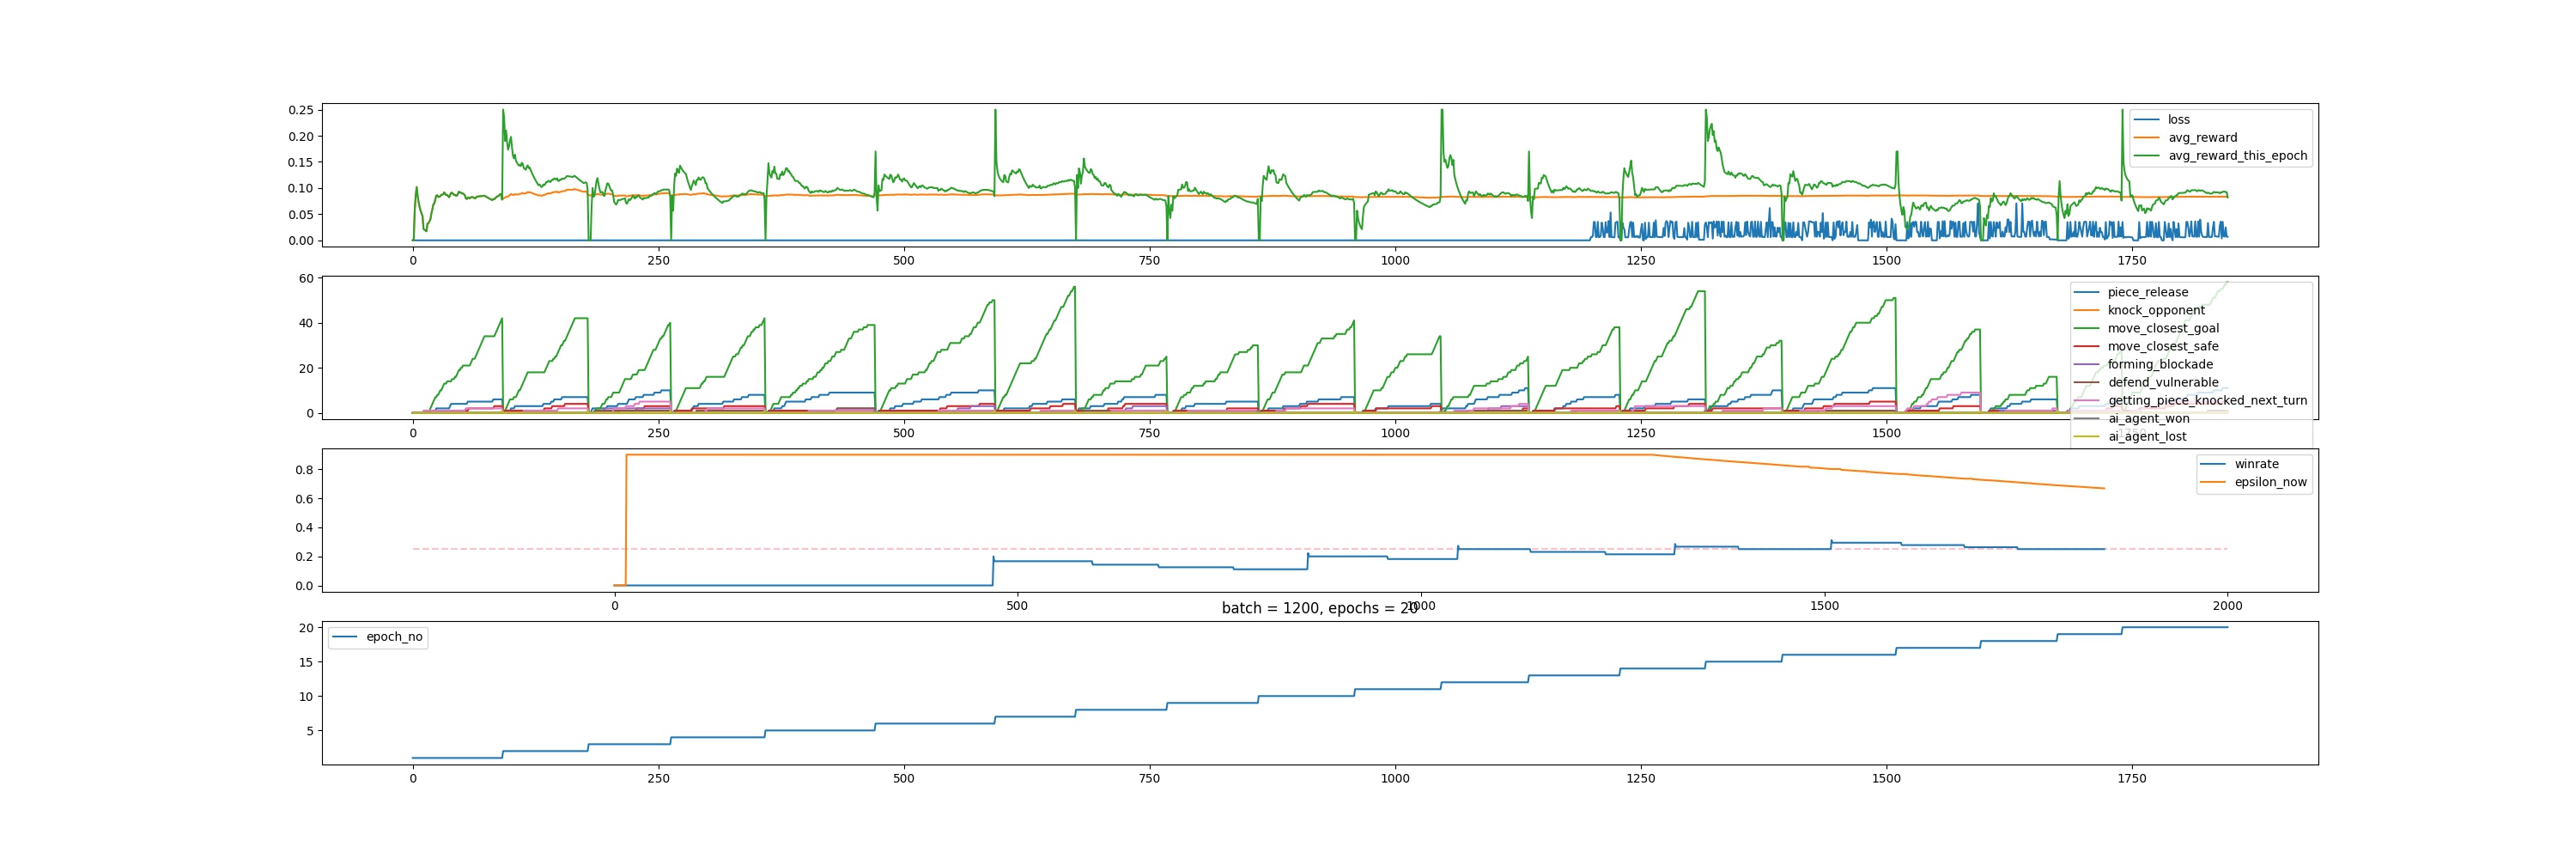 0.25
0.20
0.15
0.10
0.05
0.00
loss
avg_reward
avg_reward_this_epoch
0 250 500 750 1000 1250 1500 1750
60
40
20
0
piece_release
knock_opponent
move_closest_goal
move_closest_safe
forming_blockade
defend_vulnerable
getting_piece_knocked_next_turn
ai_agent_won
ai_agent_lost
0 250 500 750 1000 1250 1500 1750
0.8
0.6
0.4
0.2
0.0
winrate
epsilon_now
0 500 1000 1500 2000
batch = 1200, epochs = 20
20
15
10
5
epoch_no
0 250 500 750 1000 1250 1500 1750